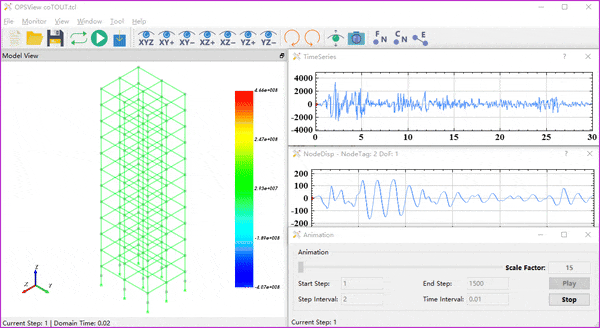 OPSView coTOUT.tsl
File Monitor View Window Tool Help
XYZ XY+ XY− XZ+ XZ− YZ+ YZ− F N N C C E
Model View
4.66e+008
2.47e+008
2.95e+007
-1.89e+008
-4.07e+008
Z
Z X
Current Step: 1 | Domain Time: 0.02
TimeSeries
4000
2000
0
-2000
-4000
0 5 10 15 20 25 30
NodeDisp - NodeTag: 2 DoF: 1
200
100
0
-100
-200
Animation
Animation
Scale Factor: 15
Start Step: 1 End Step: 1500 Play
Step Interval: 2 Time Interval: 0.01 Stop
Current Step: 1